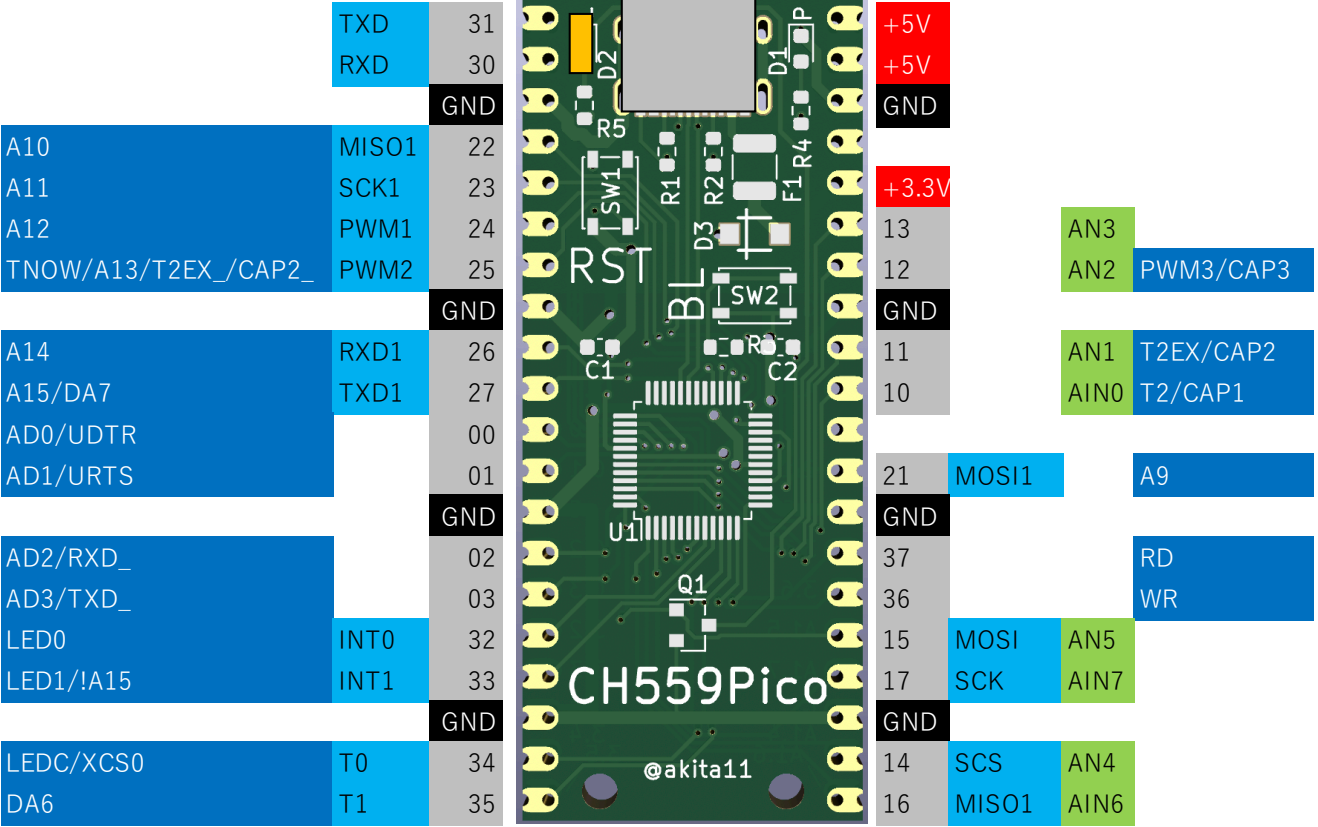 TXD 31 P +5V
RXD 30 D2 D1 +5V
GND GND
R5
A10 MISO1 22 R4
A11 SCK1 23 SW1 R1 R2 F1 +3.3V
A12 PWM1 24 D3 13 AN3
TNOW/A13/T2EX_/CAP2_ PWM2 25 RST 12 AN2 PWM3/CAP3
GND BL SW2 GND
A14 RXD1 26 C1 C2 11 AN1 T2EX/CAP2
A15/DA7 TXD1 27 10 AIN0 T2/CAP1
AD0/UDTR 00
AD1/URTS 01 21 MOSI1 A9
GND U1 GND
AD2/RXD_ 02 37 RD
AD3/TXD_ 03 Q1 36 WR
LED0 INT0 32 15 MOSI AN5
LED1/!A15 INT1 33 CH559Pico 17 SCK AIN7
GND GND
LEDC/XCS0 T0 34 @akita11 14 SCS AN4
DA6 T1 35 16 MISO1 AIN6